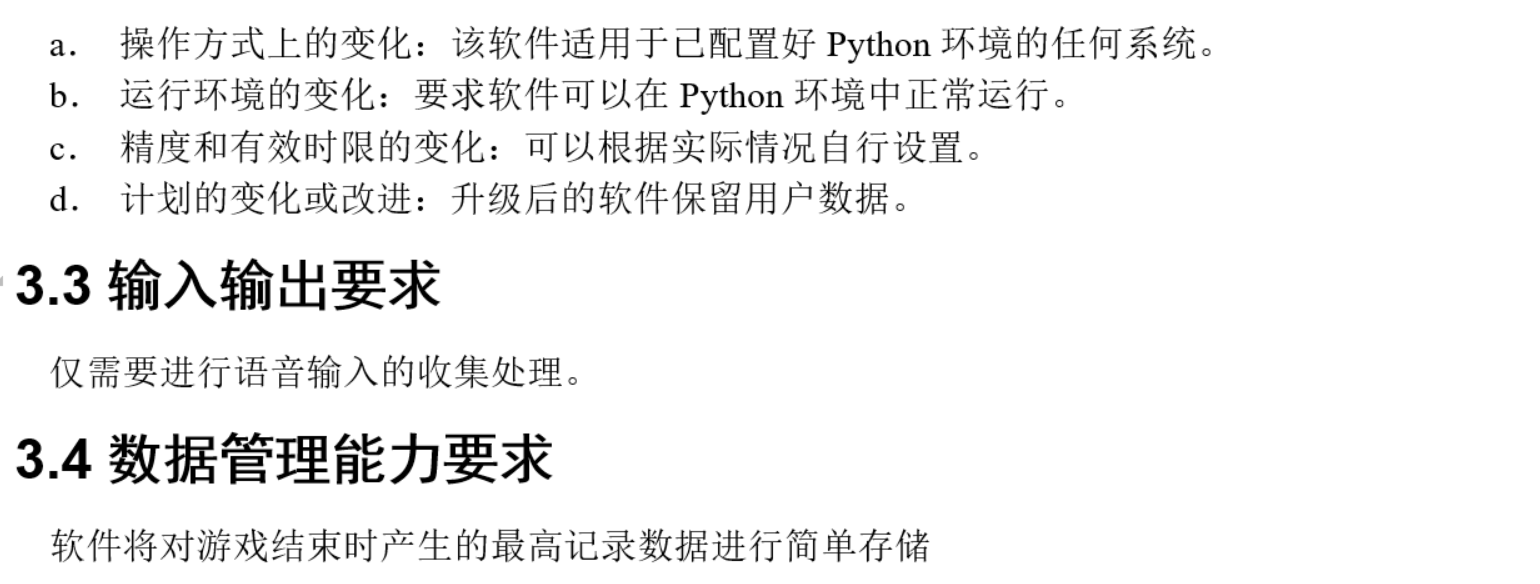 a. 操作方式上的变化：该软件适用于已配置好 Python 环境的任何系统。
b. 运行环境的变化：要求软件可以在 Python 环境中正常运行。
c. 精度和有效时限的变化：可以根据实际情况自行设置。
d. 计划的变化或改进：升级后的软件保留用户数据。
3.3 输入输出要求
仅需要进行语音输入的收集处理。
3.4 数据管理能力要求
软件将对游戏结束时产生的最高记录数据进行简单存储